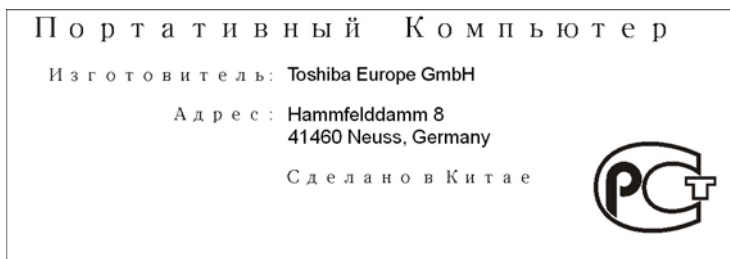 Портативный Компьютер
Изготовитель: Toshiba Europe GmbH
Адрес: Hammfelddamm 8
41460 Neuss, Germany
Сделано в Китае
РСТ